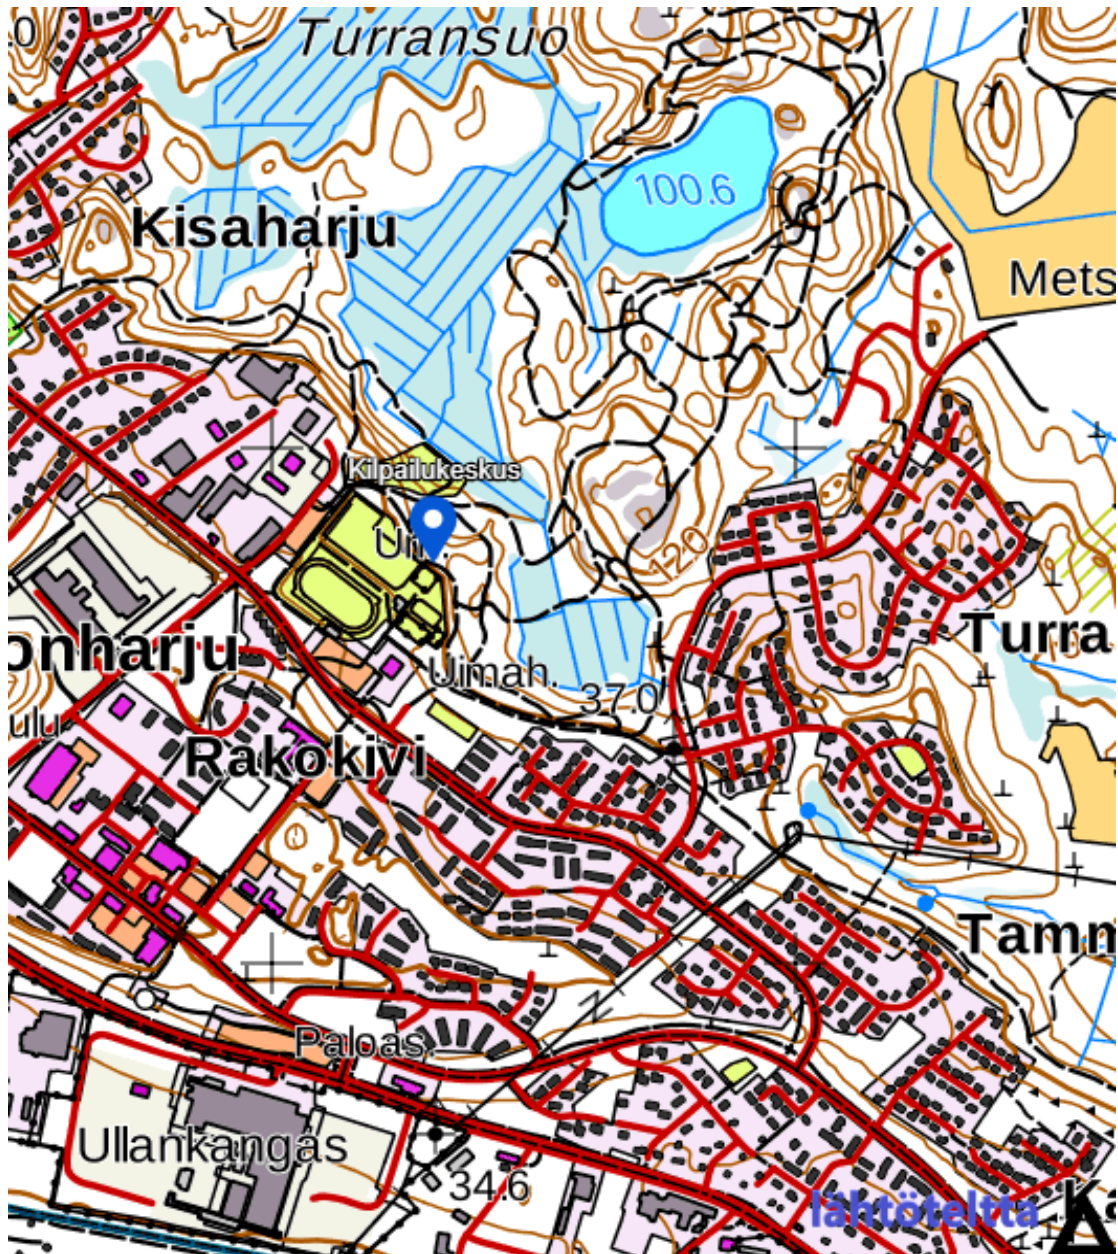 Turransuo
100.6
Kisaharju
Mets
Kilpailukeskus
120
Turra
onharju
Uimah.
37.0
ulu
Rakokivi
Tamm
Paloas.
Ullankangas
34.6
lähtöteltta